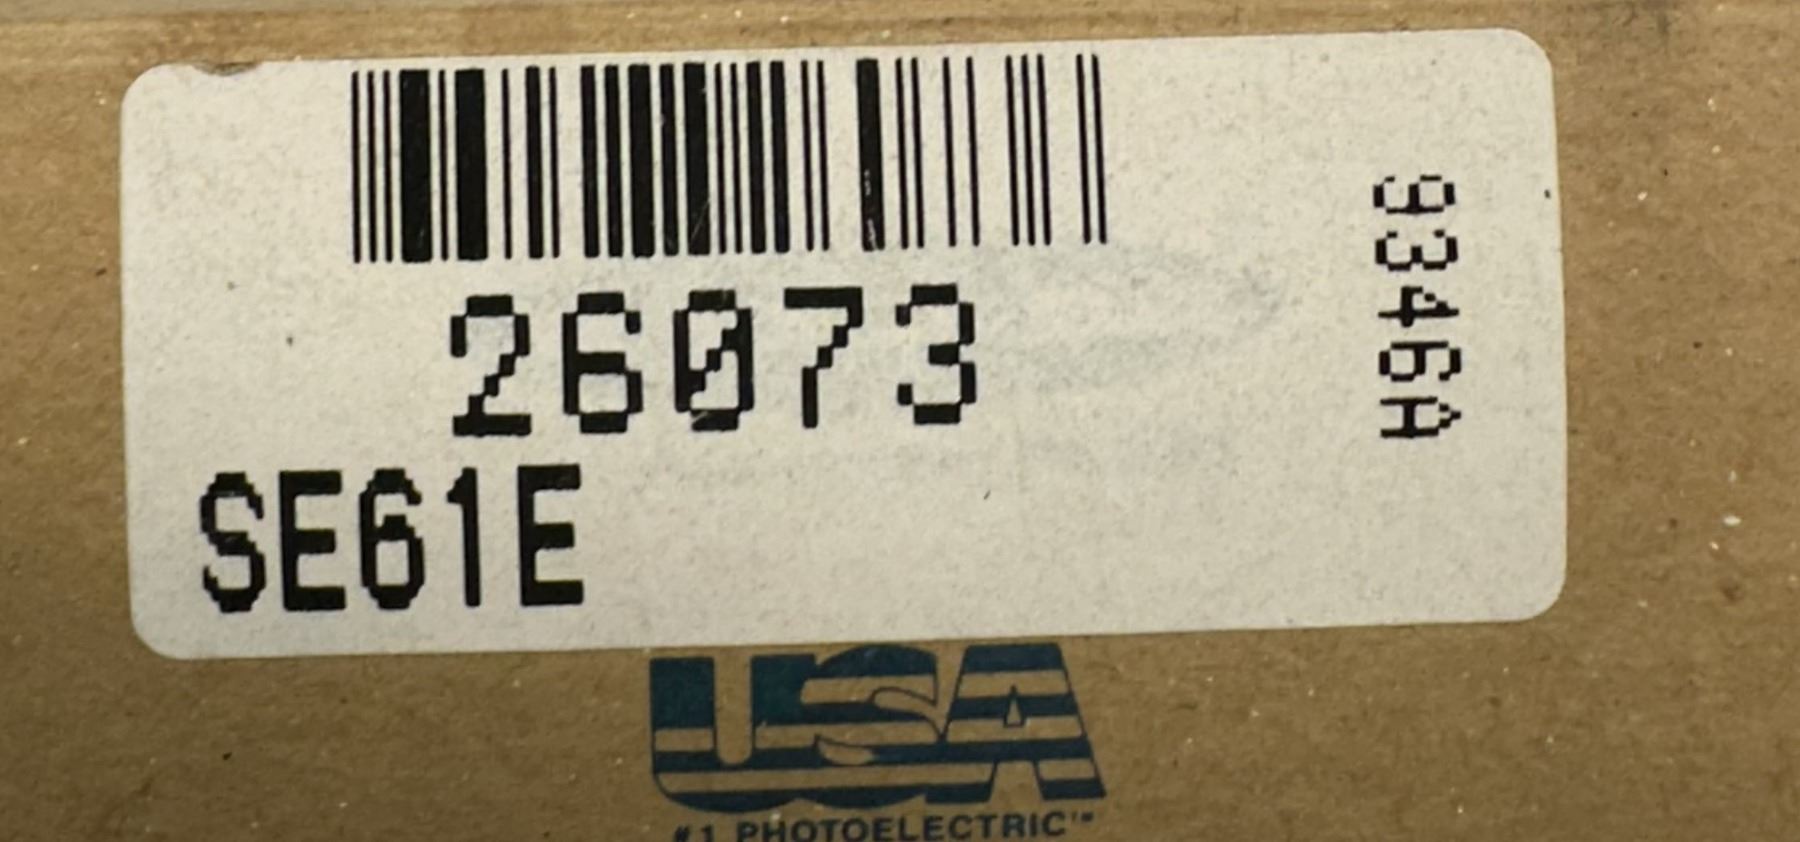 26073
9346A
SE61E
USA
#1 PHOTOELECTRIC™